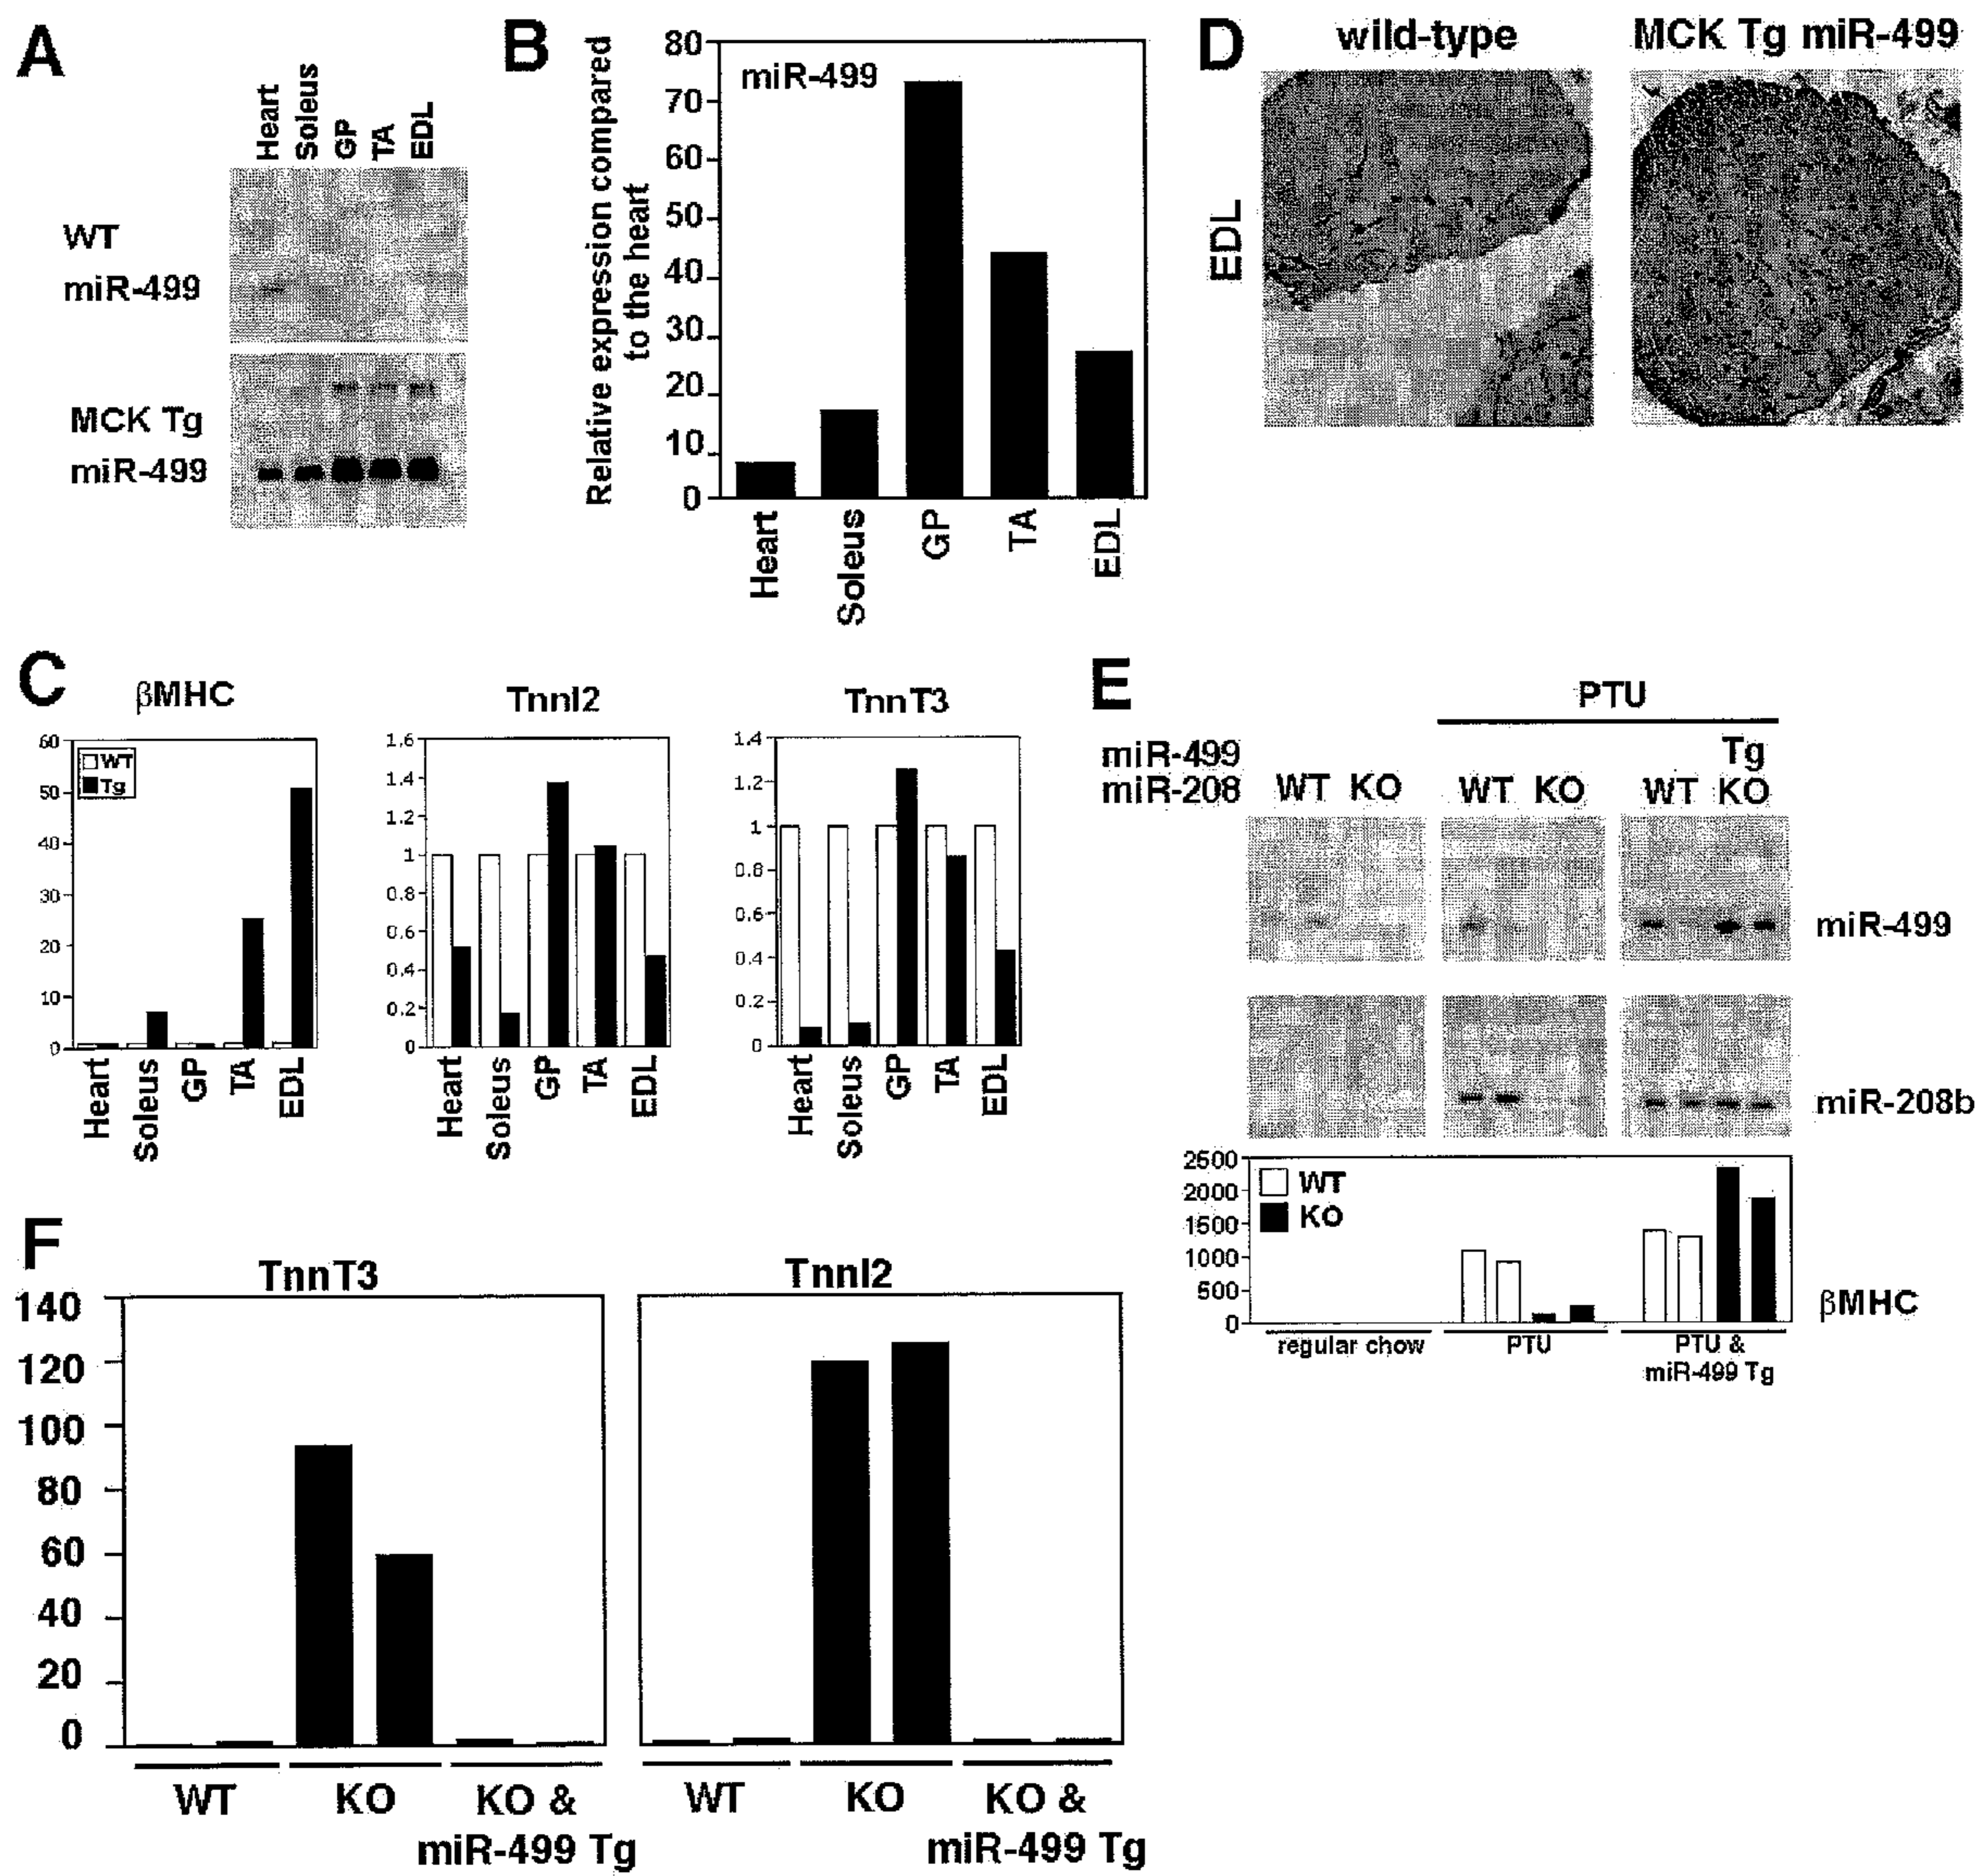 A
Heart
Soleus
GP
TA
EDL
WT
miR-499
MCK Tg
miR-499
B
Relative expression compared
to the heart
80
70
60
50
40
30
20
10
0
miR-499
Heart
Soleus
GP
TA
EDL
D
wild-type
MCK Tg miR-499
EDL
C
βMHC
60
50
40
30
20
10
0
WT
Tg
Heart
Soleus
GP
TA
EDL
TnnI2
1,6
1.4
1.2
1
0.8
0.6
0.4
0.2
0
Heart
Soleus
GP
TA
EDL
TnnT3
1.4
1.2
1
0.8
0.6
0.4
0.2
0
Heart
Soleus
GP
TA
EDL
E
PTU
miR-499 Tg
miR-208 WT KO WT KO WT KO
miR-499
miR-208b
2500
2000
1500
1000
500
0
WT
KO
βMHC
regular chow
PTU
PTU &
miR-499 Tg
F
TnnT3
140
120
100
80
60
40
20
0
WT
KO
KO &
miR-499 Tg
TnnI2
WT
KO
KO &
miR-499 Tg